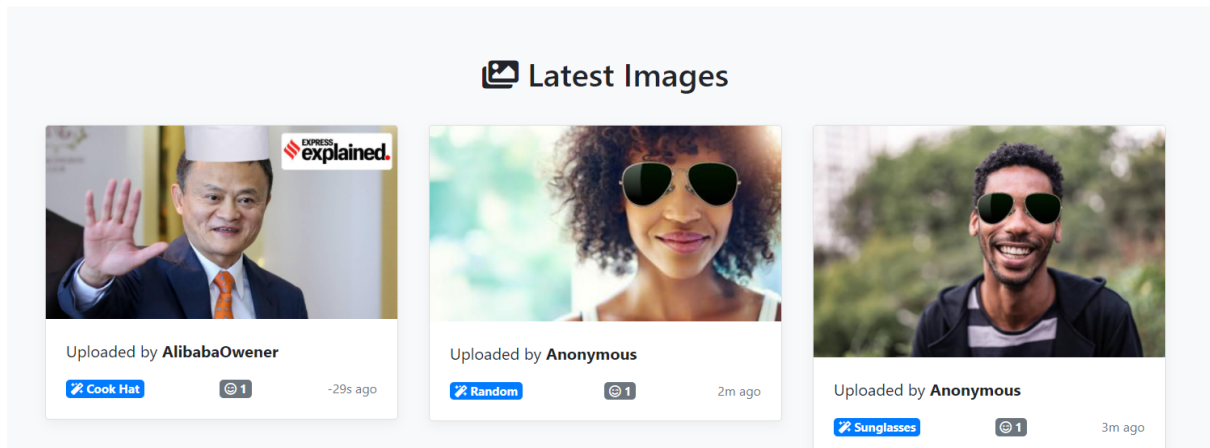 Latest Images
EXPRESS
explained.
Uploaded by AlibabaOwener
Cook Hat
1
-29s ago
Uploaded by Anonymous
Random
1
2m ago
Uploaded by Anonymous
Sunglasses
1
3m ago